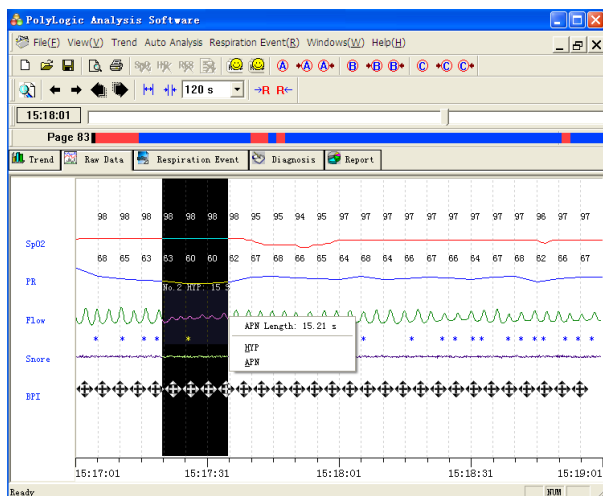 PolyLogic Analysis Software
File(F) View(V) Trend Auto Analysis Respiration Event(R) Windows(W) Help(H)
120 s →R R←
15:18:01
Page 83
Trend Raw Data Respiration Event Diagnosis Report
98 98 98 98 98 98 98 95 95 94 95 97 97 97 97 97 97 97 97 97 96 97 97
SpO2
68 65 63 63 60 60 62 67 68 66 65 64 68 64 66 67 64 67 68 62 66 67
PR
No.2 HYP: 15 S
Flow
APN Length: 15.21 s
HYP
Snore
APN
BPI
15:17:01 15:17:31 15:18:01 15:18:31 15:19:01
Ready NUM